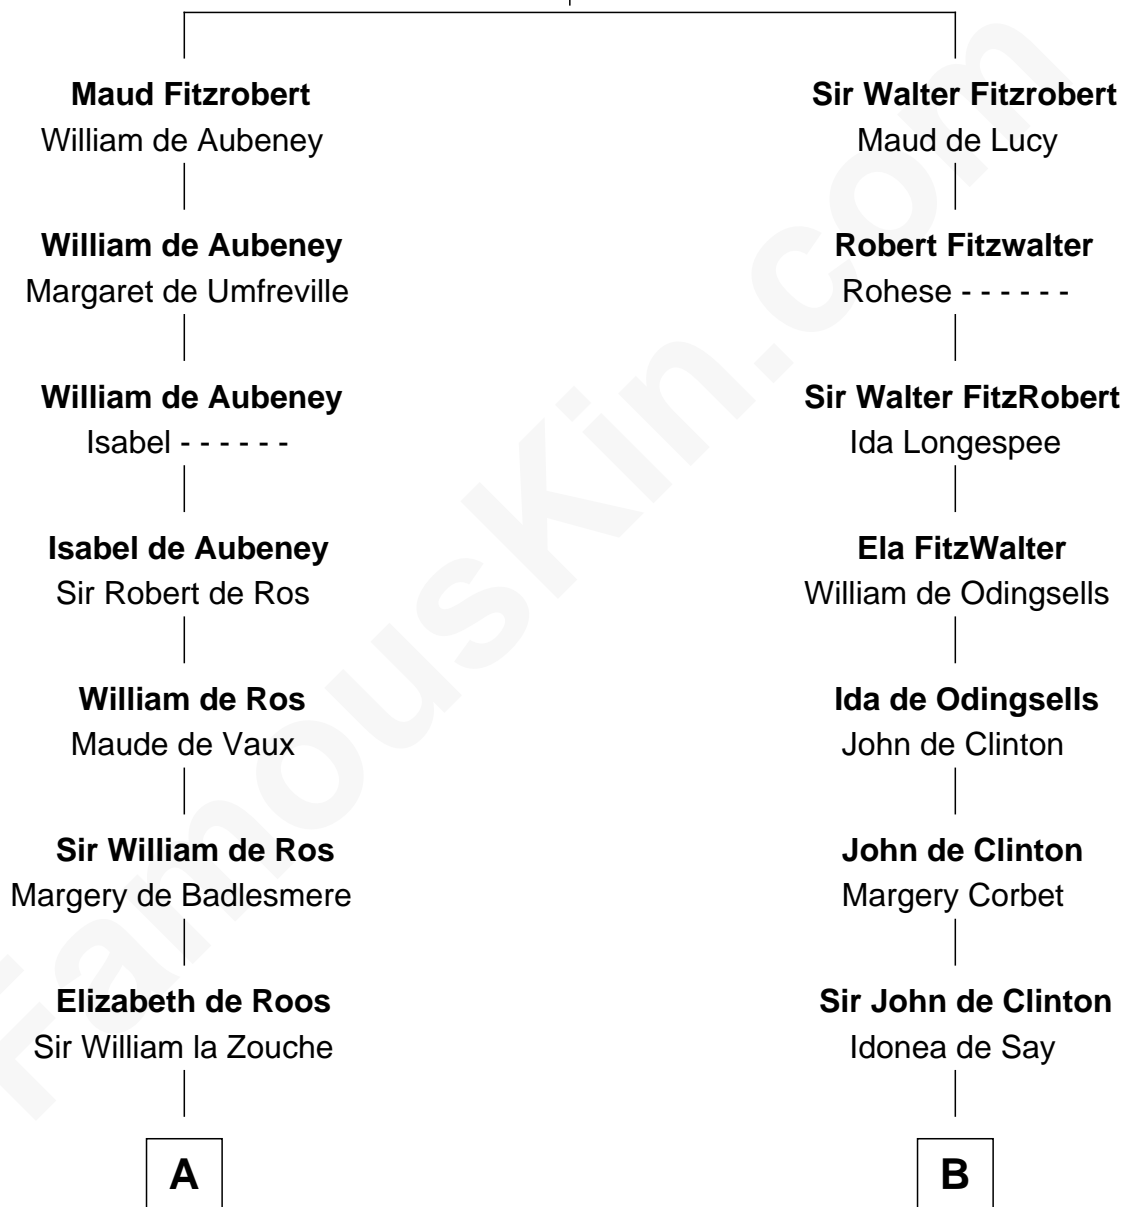 Maud Fitzrobert
William de Aubeney
William de Aubeney
Margaret de Umfreville
William de Aubeney
Isabel - - - - - -
Isabel de Aubeney
Sir Robert de Ros
William de Ros
Maude de Vaux
Sir William de Ros
Margery de Badlesmere
Elizabeth de Roos
Sir William la Zouche
A
Sir Walter Fitzrobert
Maud de Lucy
Robert Fitzwalter
Rohese - - - - - -
Sir Walter FitzRobert
Ida Longespee
Ela FitzWalter
William de Odingsells
Ida de Odingsells
John de Clinton
John de Clinton
Margery Corbet
Sir John de Clinton
Idonea de Say
B
FamousKin.com